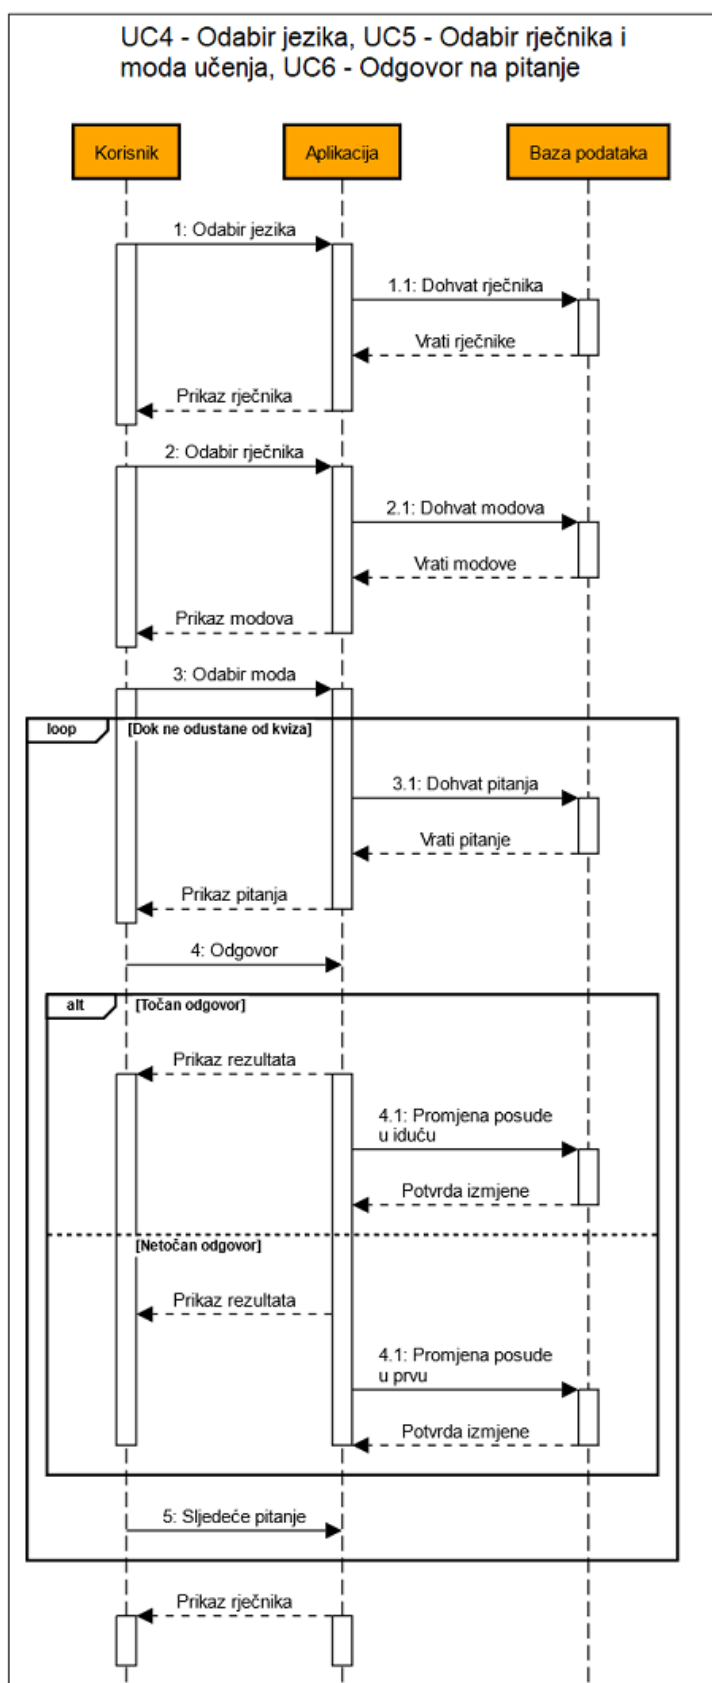 UC4 - Odabir jezika, UC5 - Odabir rječnika i
moda učenja, UC6 - Odgovor na pitanje
Korisnik
Aplikacija
Baza podataka
1: Odabir jezika
1.1: Dohvat rječnika
Vrati rječnike
Prikaz rječnika
2: Odabir rječnika
2.1: Dohvat modova
Vrati modove
Prikaz modova
3: Odabir moda
loop
[Dok ne odustane od kviza]
3.1: Dohvat pitanja
Vrati pitanje
Prikaz pitanja
4: Odgovor
alt
[Točan odgovor]
Prikaz rezultata
4.1: Promjena posude
u iduću
Potvrda izmjene
[Netočan odgovor]
Prikaz rezultata
4.1: Promjena posude
u prvu
Potvrda izmjene
5: Sljedeće pitanje
Prikaz rječnika